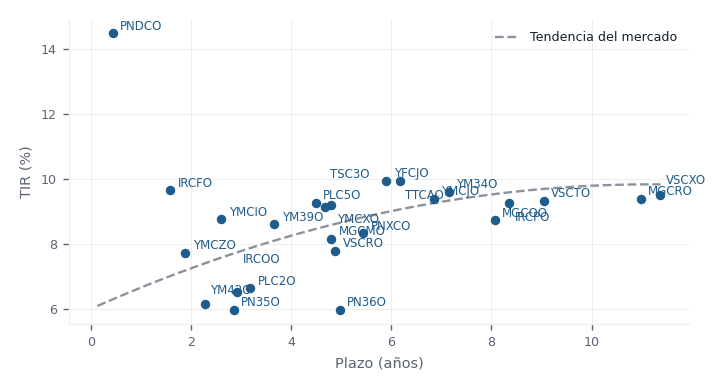 PNDCO
Tendencia del mercado
14
12
TIR (%)
10
8
6
IRCFO
TSC3O
YFCJO
VSCXO
YM34O
YMCJO
MGCRO
PLC5O
TTCAO
VSCTO
YMCIO
YM39O
YMCXO
MGCOO
IRCFO
PNXCO
MGCMO
YMCZO
VSCRO
IRCOO
PLC2O
YM42O
PN35O
PN36O
0
2
4
6
8
10
Plazo (años)